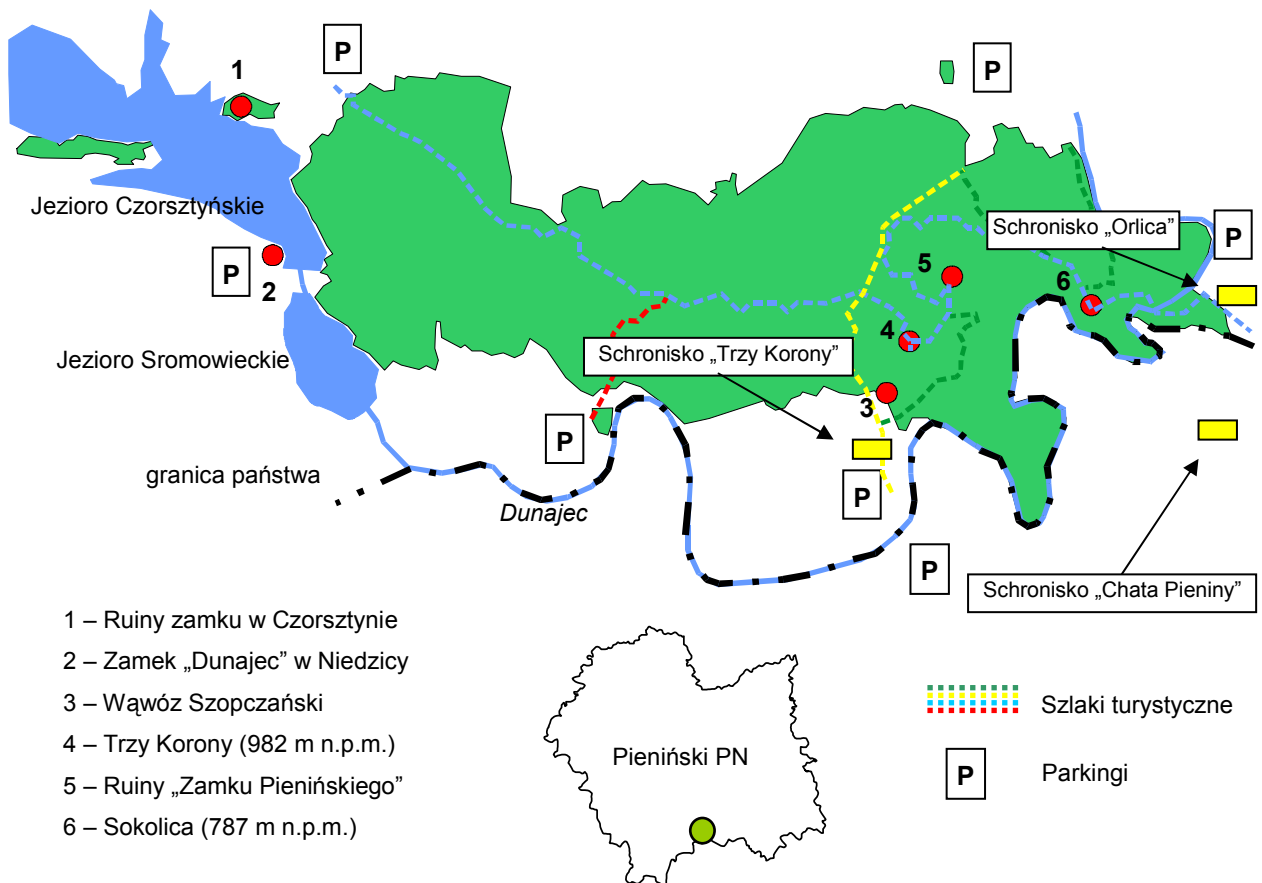 P
1
P
Jezioro Czorsztyńskie
Schronisko „Orlica”
P
P
2
5
6
Jezioro Sromowieckie
Schronisko „Trzy Korony”
4
3
P
granica państwa
P
Dunajec
P
Schronisko „Chata Pieniny”
1 – Ruiny zamku w Czorsztynie
2 – Zamek „Dunajec” w Niedzicy
3 – Wąwóz Szopczański
4 – Trzy Korony (982 m n.p.m.)
5 – Ruiny „Zamku Pienińskiego”
6 – Sokolica (787 m n.p.m.)
Pieniński PN
Szlaki turystyczne
P
Parkingi